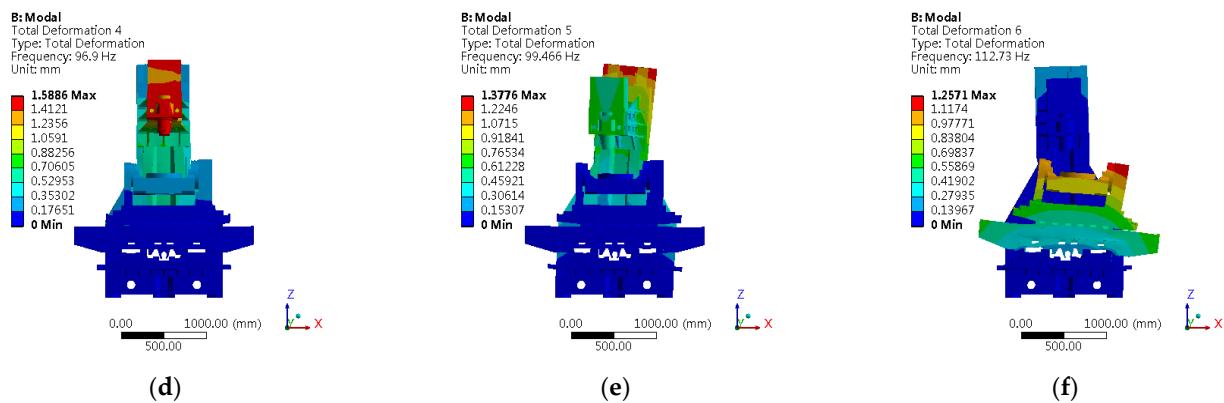 B: Modal
Total Deformation 4
Type: Total Deformation
Frequency: 96.9 Hz
Unit: mm
1.5886 Max
1.4121
1.2356
1.0591
0.88256
0.70605
0.52953
0.35302
0.17651
0 Min
0.00
1000.00 (mm)
500.00
Z
Y
X
(d)
B: Modal
Total Deformation 5
Type: Total Deformation
Frequency: 99.466 Hz
Unit: mm
1.3776 Max
1.2246
1.0715
0.91841
0.76534
0.61228
0.45921
0.30614
0.15307
0 Min
0.00
1000.00 (mm)
500.00
Z
Y
X
(e)
B: Modal
Total Deformation 6
Type: Total Deformation
Frequency: 112.73 Hz
Unit: mm
1.2571 Max
1.1174
0.97771
0.83804
0.69837
0.55869
0.41902
0.27935
0.13967
0 Min
0.00
1000.00 (mm)
500.00
Z
Y
X
(f)